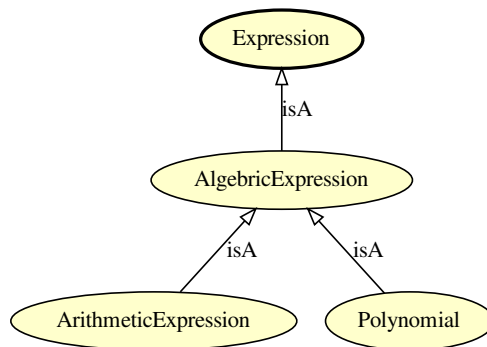 Expression
isA
AlgebricExpression
isA
isA
ArithmeticExpression
Polynomial